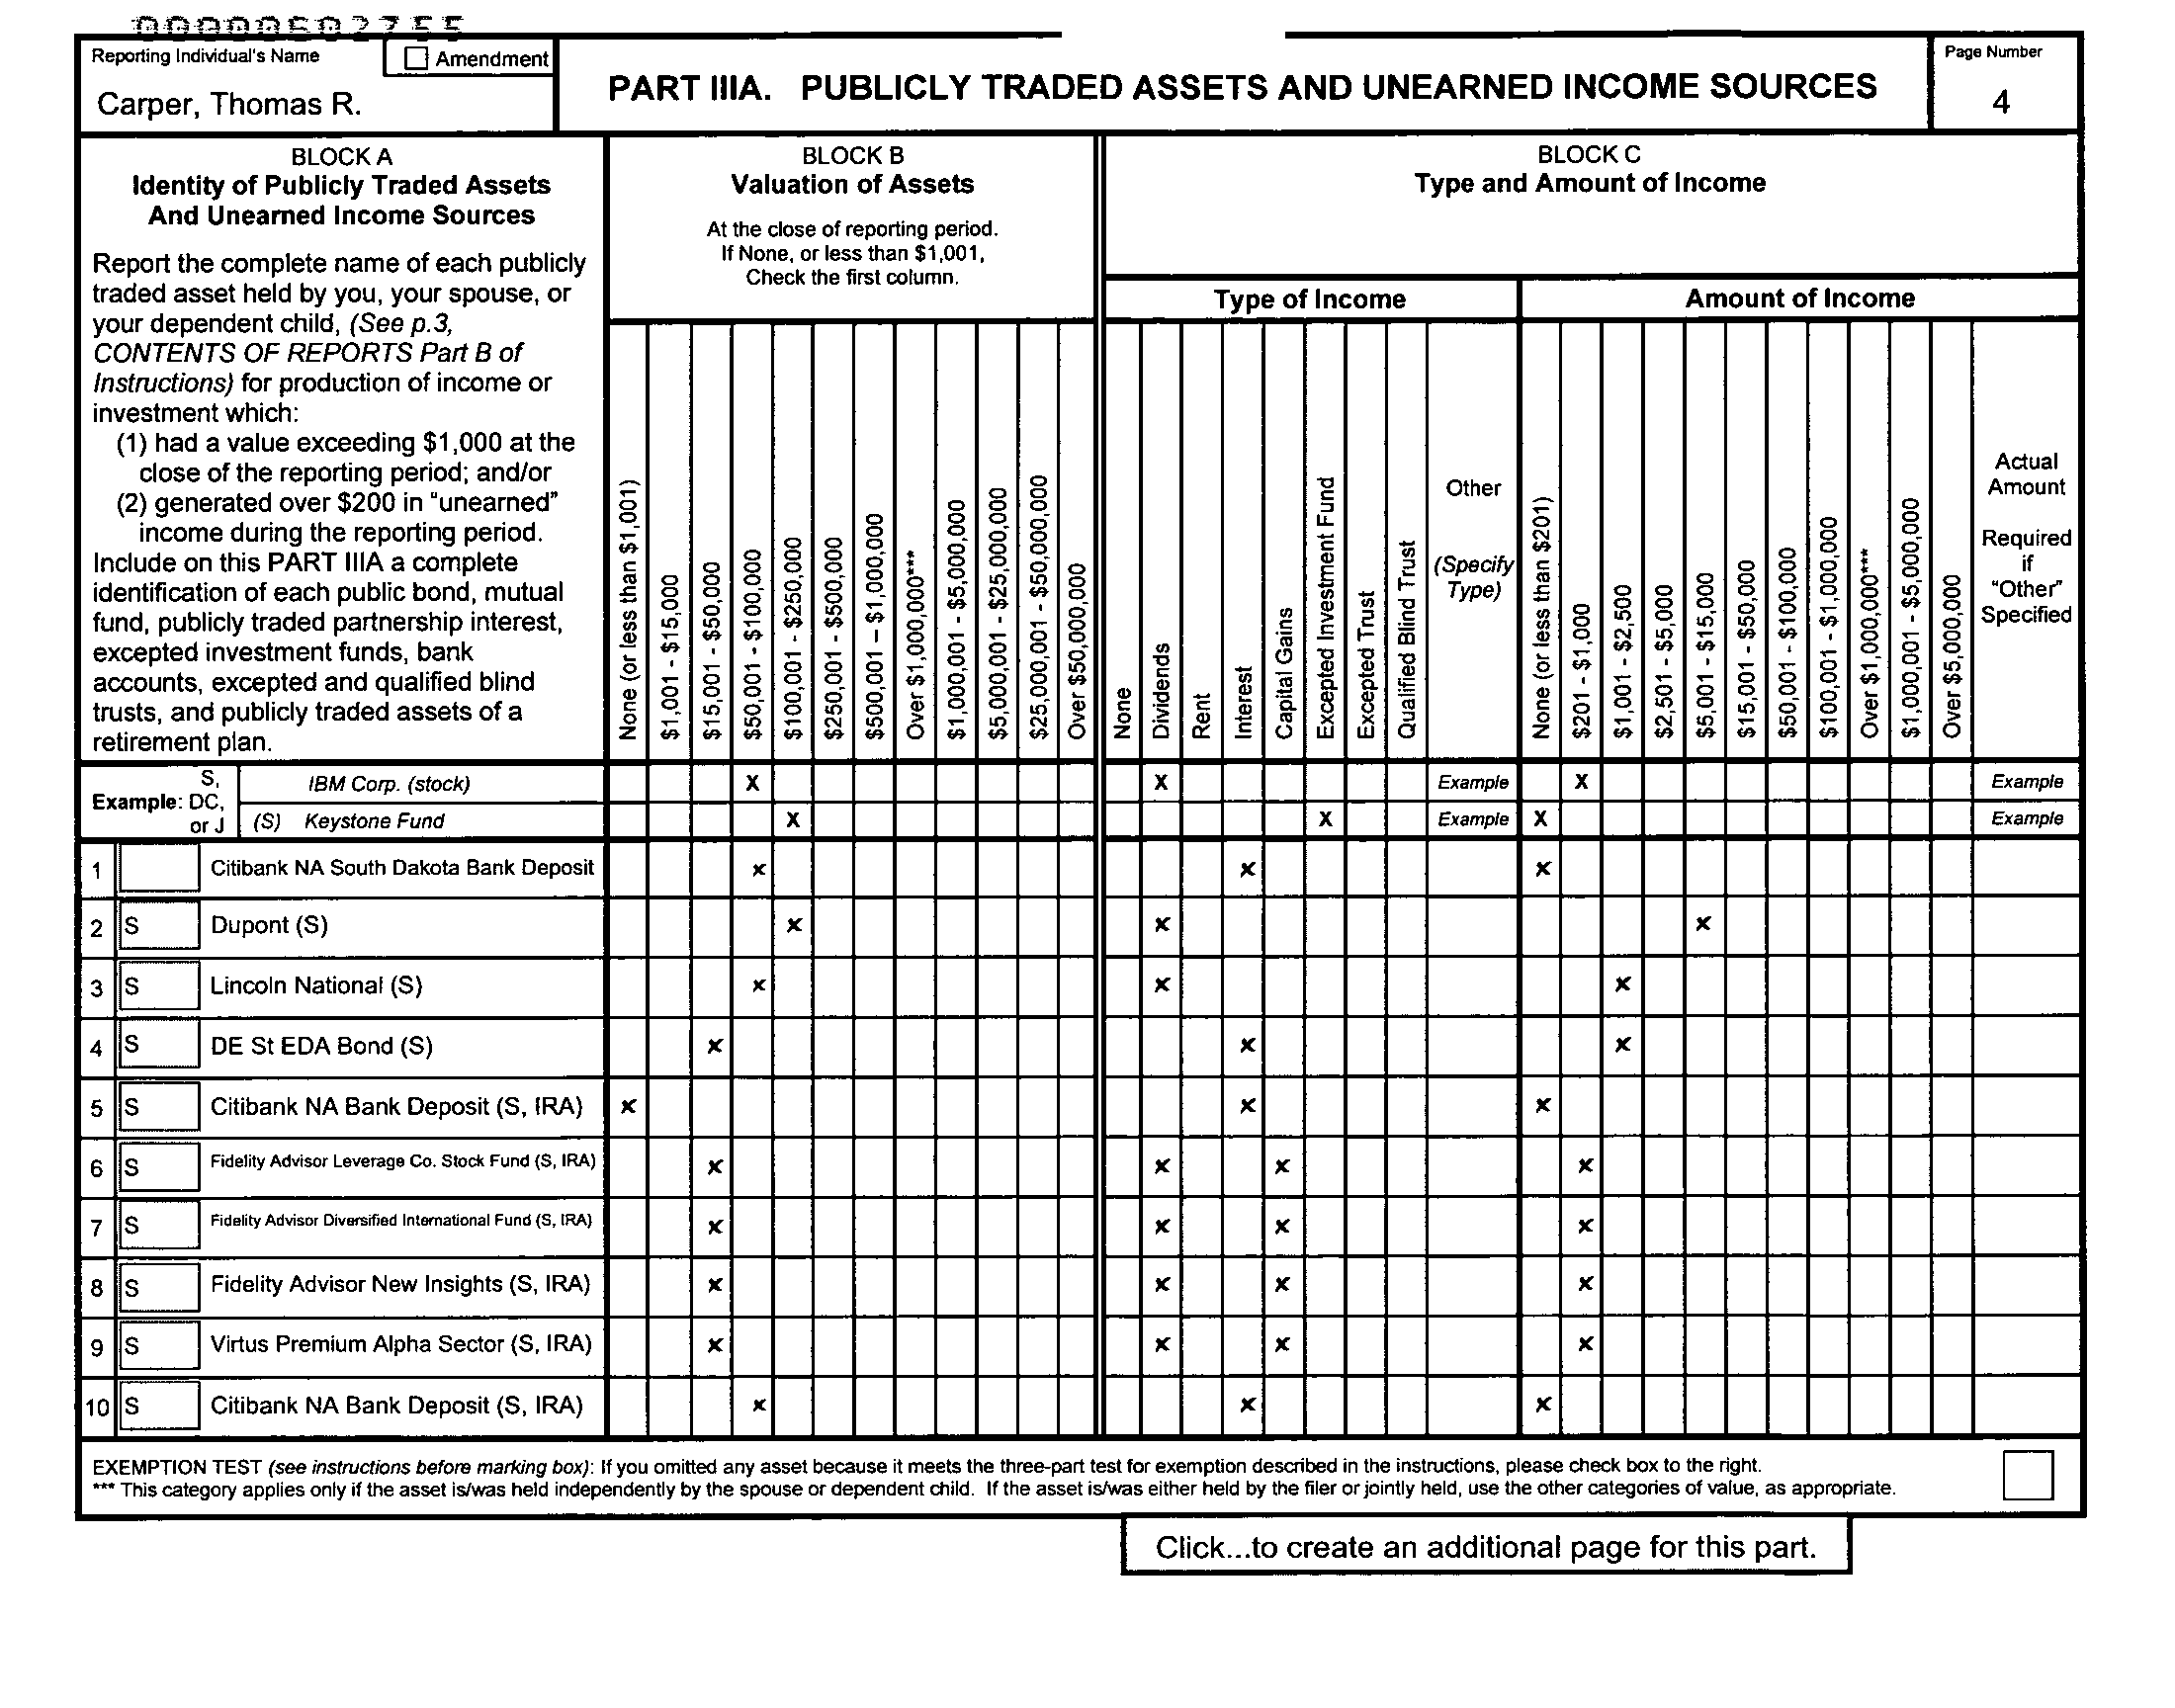 00000602755
Reporting Individual's Name
Amendment
Carper, Thomas R.
PART IIIA. PUBLICLY TRADED ASSETS AND UNEARNED INCOME SOURCES
Page Number
4
BLOCK A
Identity of Publicly Traded Assets
And Unearned Income Sources
Report the complete name of each publicly
traded asset held by you, your spouse, or
your dependent child, (See p.3,
CONTENTS OF REPORTS Part B of
Instructions) for production of income or
investment which:
(1) had a value exceeding $1,000 at the
close of the reporting period; and/or
(2) generated over $200 in "unearned"
income during the reporting period.
Include on this PART IIIA a complete
identification of each public bond, mutual
fund, publicly traded partnership interest,
excepted investment funds, bank
accounts, excepted and qualified blind
trusts, and publicly traded assets of a
retirement plan.
BLOCK B
Valuation of Assets
At the close of reporting period.
If None, or less than $1,001,
Check the first column.
None (or less than $1,001)
$1,001 - $15,000
$15,001 - $50,000
$50,001 - $100,000
$100,001 - $250,000
$250,001 - $500,000
$500,001 – $1,000,000
Over $1,000,000***
$1,000,001 - $5,000,000
$5,000,001 - $25,000,000
$25,000,001 - $50,000,000
Over $50,000,000
BLOCK C
Type and Amount of Income
Type of Income
None
Dividends
Rent
Interest
Capital Gains
Excepted Investment Fund
Excepted Trust
Qualified Blind Trust
Other
(Specify
Type)
Amount of Income
None (or less than $201)
$201 - $1,000
$1,001 - $2,500
$2,501 - $5,000
$5,001 - $15,000
$15,001 - $50,000
$50,001 - $100,000
$100,001 - $1,000,000
Over $1,000,000***
$1,000,001 - $5,000,000
Over $5,000,000
Actual
Amount
Required
if
"Other"
Specified
Example:
S,
DC,
or J
IBM Corp. (stock) X X Example X Example
(S) Keystone Fund X X Example X Example
1 Citibank NA South Dakota Bank Deposit x x x
2 S Dupont (S) x x x
3 S Lincoln National (S) x x x
4 S DE St EDA Bond (S) x x x
5 S Citibank NA Bank Deposit (S, IRA) x x x
6 S Fidelity Advisor Leverage Co. Stock Fund (S, IRA) x x x x
7 S Fidelity Advisor Diversified International Fund (S, IRA) x x x x
8 S Fidelity Advisor New Insights (S, IRA) x x x x
9 S Virtus Premium Alpha Sector (S, IRA) x x x x
10 S Citibank NA Bank Deposit (S, IRA) x x x
EXEMPTION TEST (see instructions before marking box): If you omitted any asset because it meets the three-part test for exemption described in the instructions, please check box to the right.
*** This category applies only if the asset is/was held independently by the spouse or dependent child. If the asset is/was either held by the filer or jointly held, use the other categories of value, as appropriate.
Click...to create an additional page for this part.